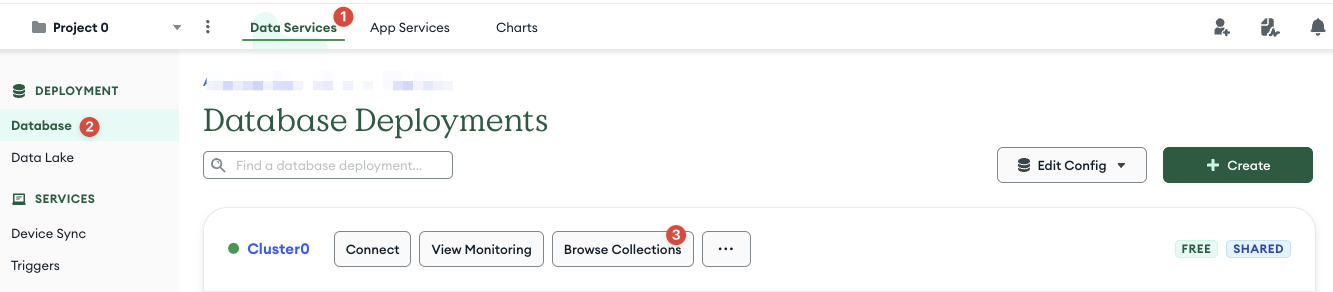 Project 0
Data Services 1
App Services
Charts
DEPLOYMENT
Database 2
Data Lake
SERVICES
Device Sync
Triggers
Database Deployments
Find a database deployment...
Edit Config
+ Create
Cluster0
Connect
View Monitoring
Browse Collections 3
...
FREE
SHARED